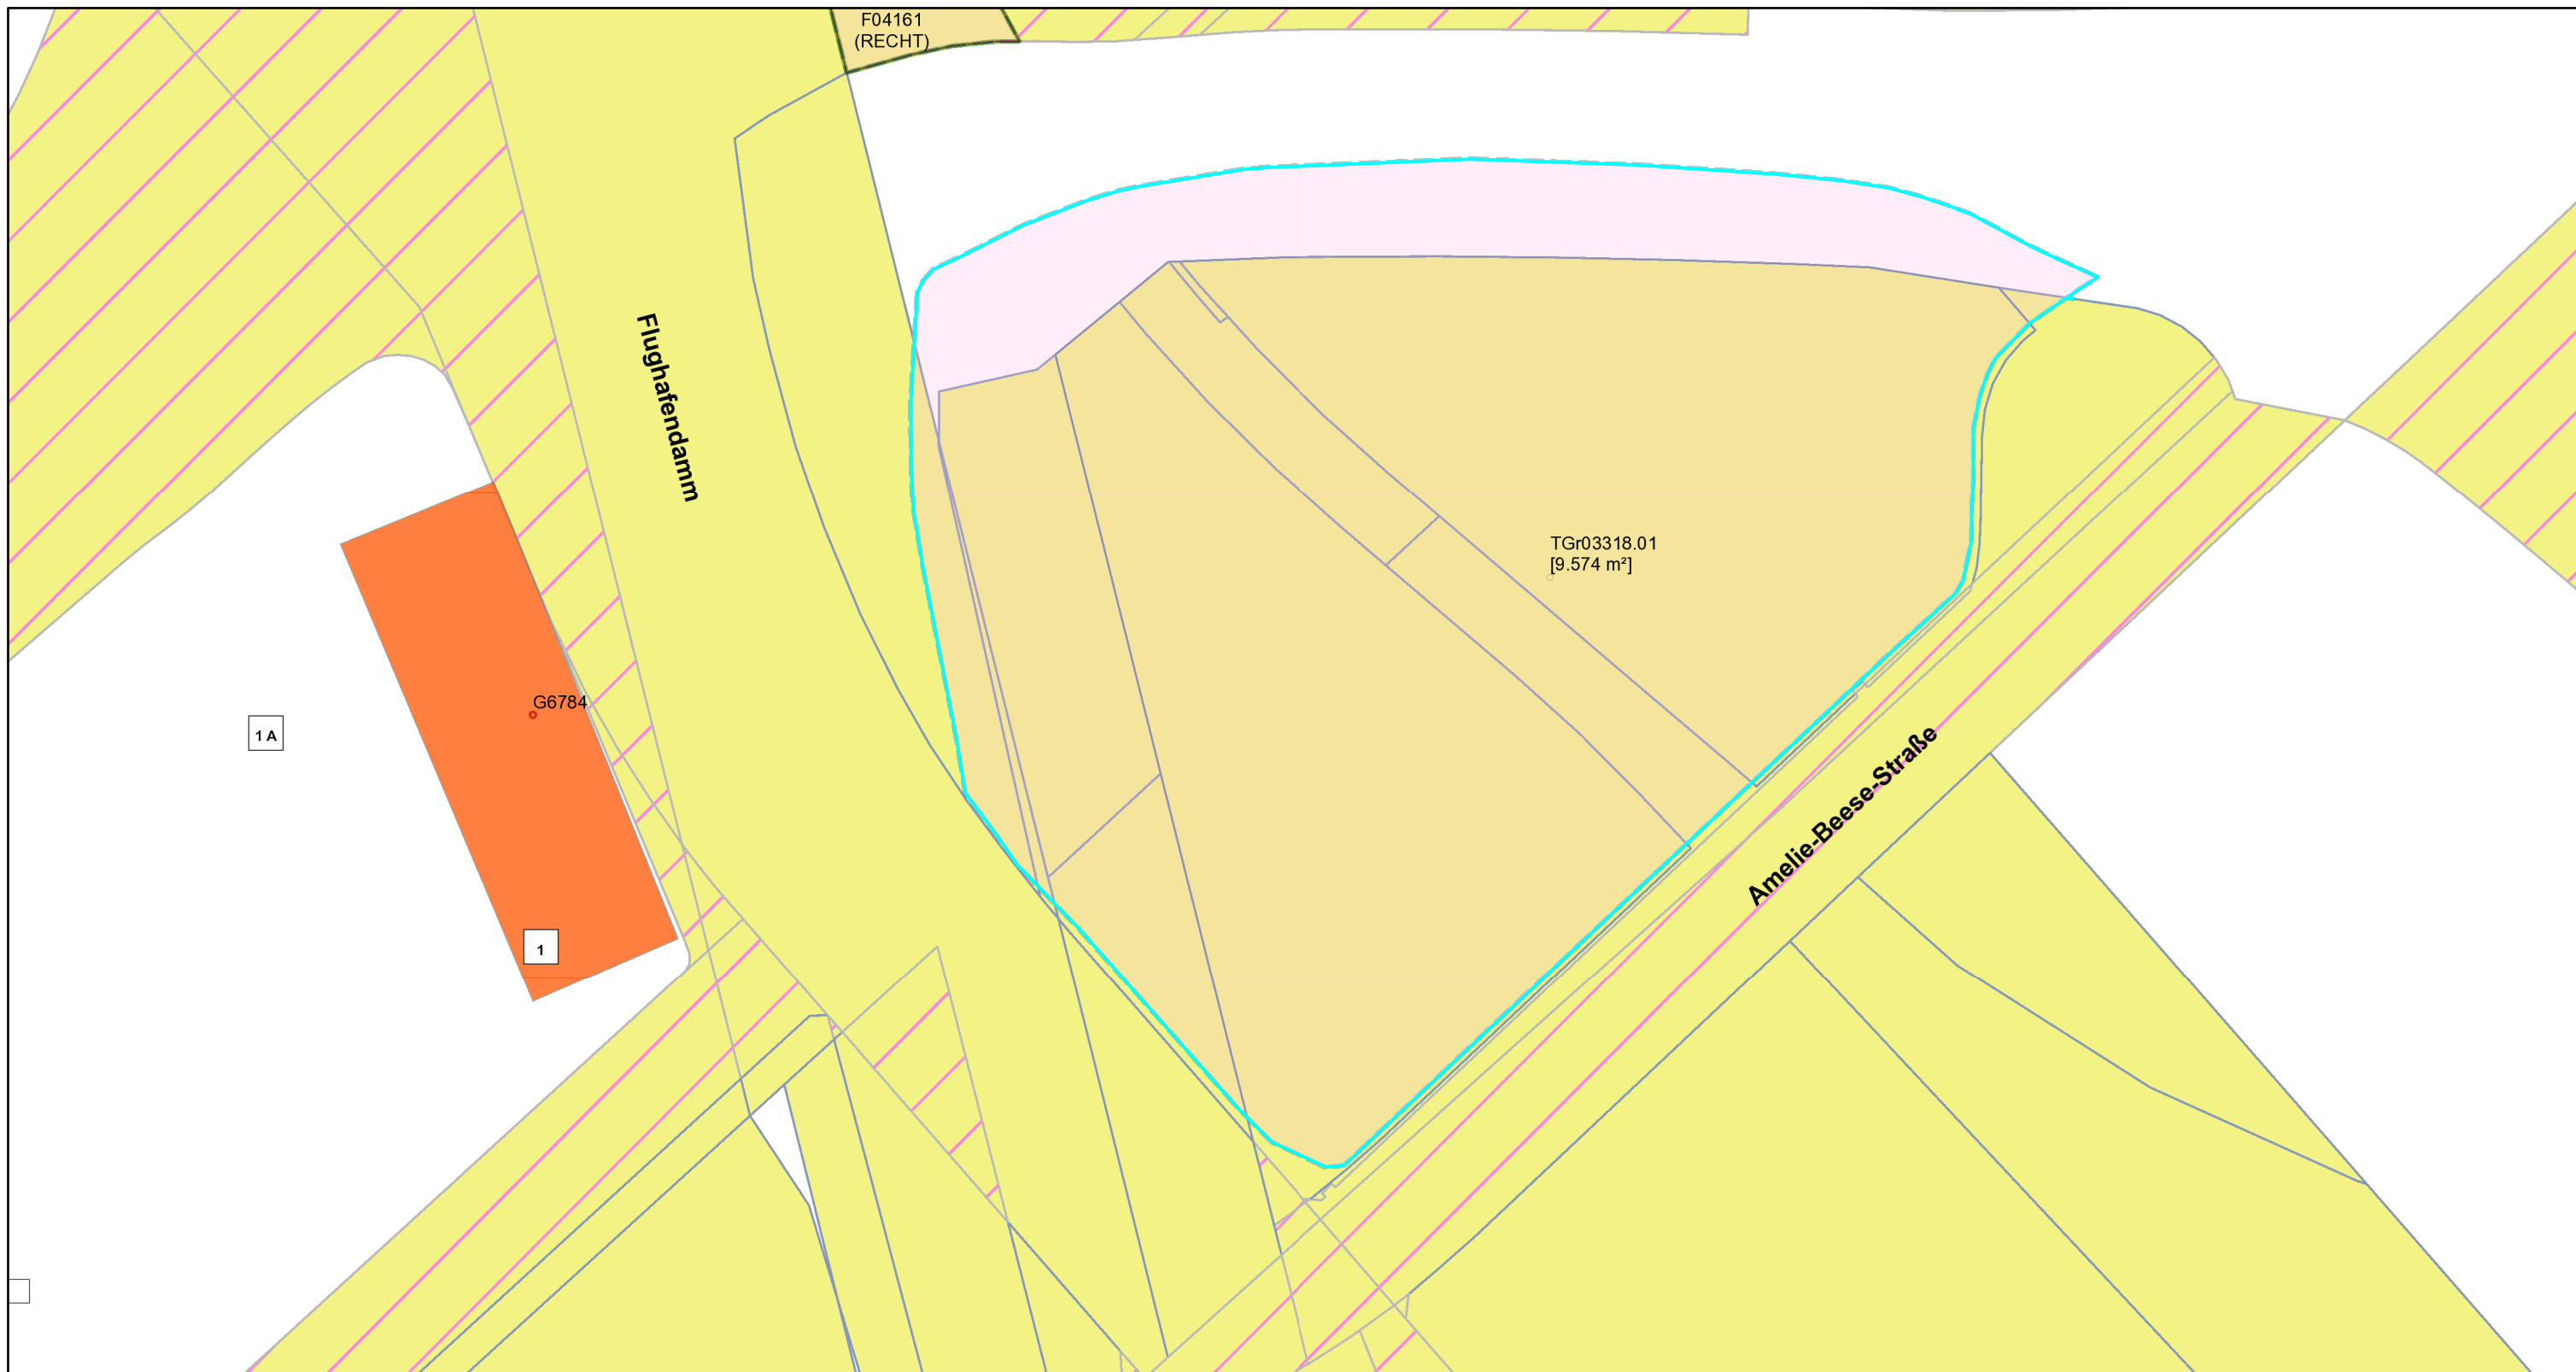 F04161
(RECHT)
Flughafendamm
TGr03318.01
[9.574 m²]
G6784
1 A
Amelie-Beese-Straße
1